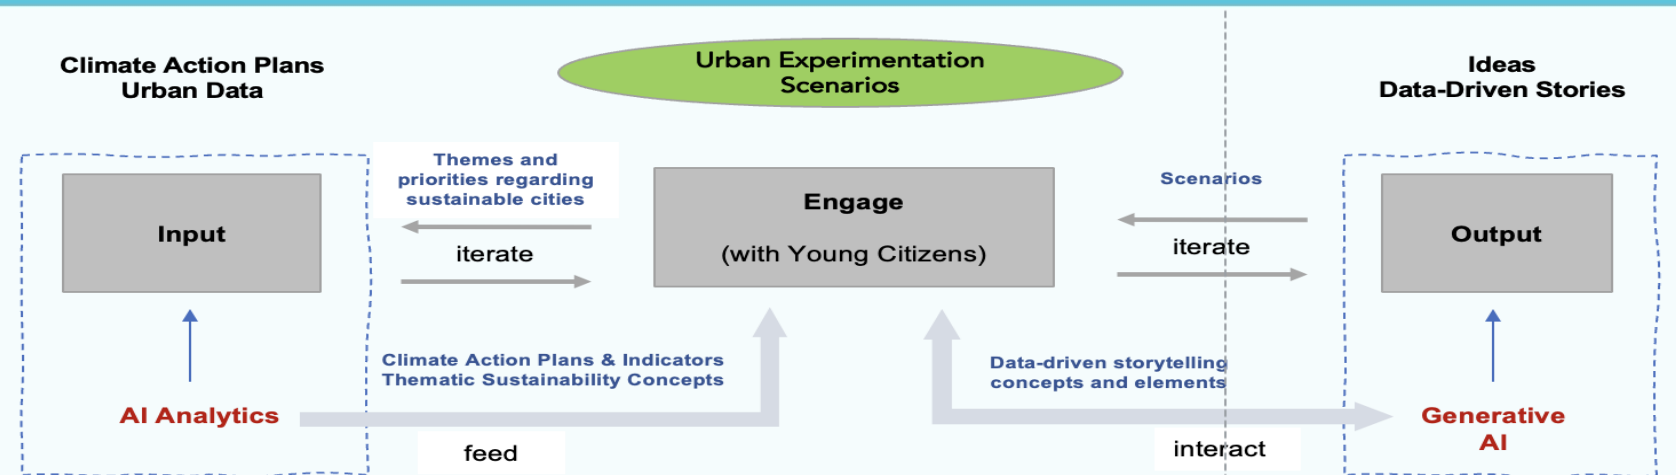 Climate Action Plans
Urban Data
Urban Experimentation
Scenarios
Ideas
Data-Driven Stories
Input
Themes and
priorities regarding
sustainable cities
iterate
Engage
(with Young Citizens)
Scenarios
iterate
Output
Climate Action Plans & Indicators
Thematic Sustainability Concepts
Data-driven storytelling
concepts and elements
AI Analytics
feed
interact
Generative
AI